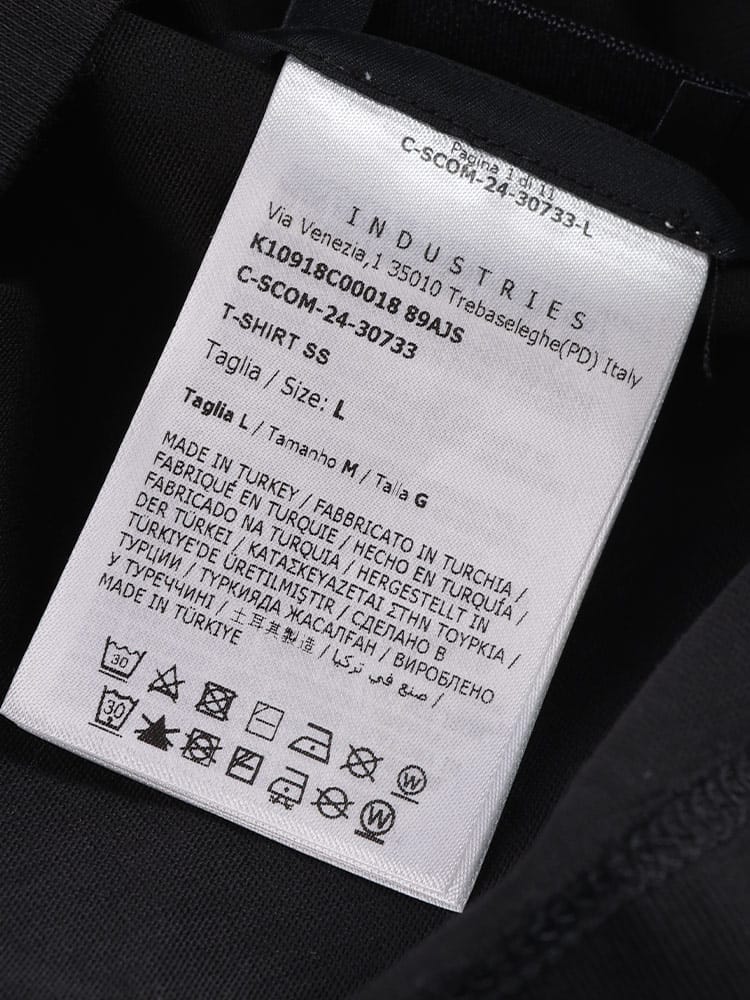 Pagina 1 di 11
C-SCOM-24-30733-L
INDUSTRIES
Via Venezia,1 35010 Trebaseleghe(PD) Italy
K10918C00018 89AJS
C-SCOM-24-30733
T-SHIRT SS
Taglia / Size: L
Taglia L / Tamanho M / Talla G
MADE IN TURKEY / FABBRICATO IN TURCHIA /
FABRIQUÉ EN TURQUIE / HECHO EN TURQUÍA /
FABRICADO NA TURQUIA / HERGESTELLT IN
DER TÜRKEI / ΚΑΤΑΣΚΕΥΑΖΕΤΑΙ ΣΤΗΝ ΤΟΥΡΚΙΑ /
TÜRKIYE'DE ÜRETILMIŞTIR / СДЕЛАНО В
ТУРЦИИ / ТҮРКИЯДА ЖАСАЛҒАН / ВИРОБЛЕНО
У ТУРЕЧЧИНІ / 土耳其製造 / صنع في تركيا /
MADE IN TÜRKIYE
30 W
30 W